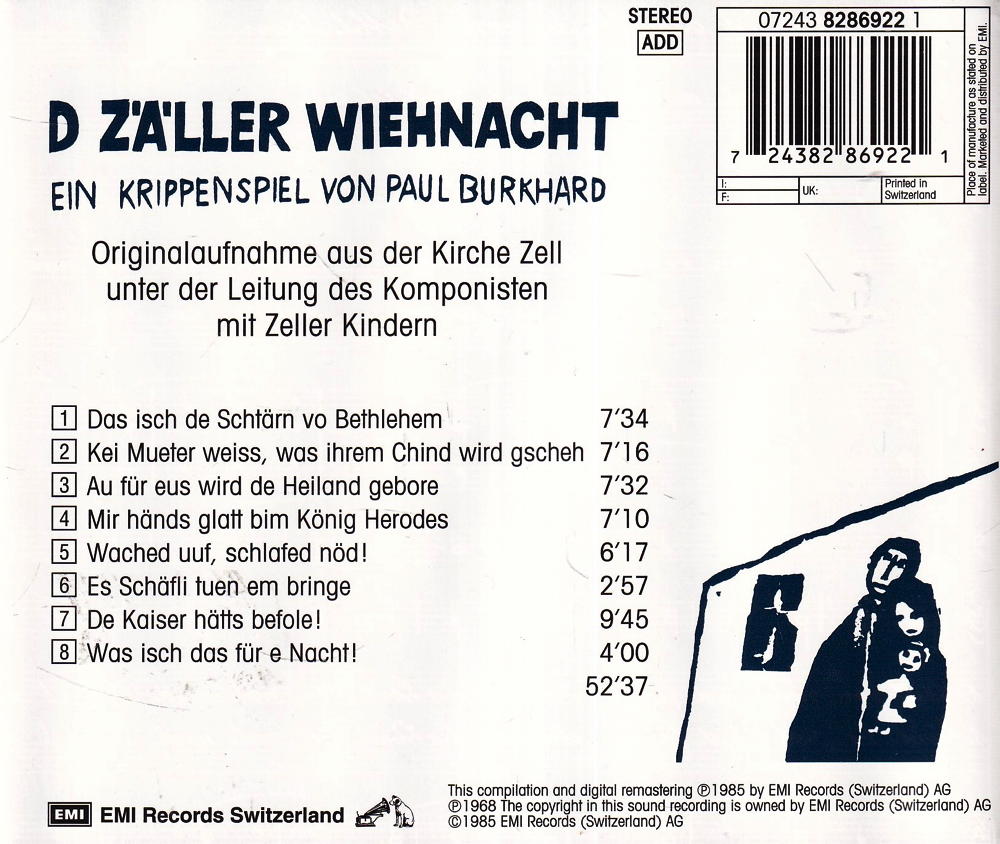 STEREO
ADD
07243 8286922 1
7 24382 86922 1
I:
F:
UK:
Printed in
Switzerland
Place of manufacture as stated on
label. Marketed and distributed by EMI.
D ZÄLLER WIEHNACHT
EIN KRIPPENSPIEL VON PAUL BURKHARD
Originalaufnahme aus der Kirche Zell
unter der Leitung des Komponisten
mit Zeller Kindern
1 Das isch de Schtärn vo Bethlehem 7'34
2 Kei Mueter weiss, was ihrem Chind wird gscheh 7'16
3 Au für eus wird de Heiland gebore 7'32
4 Mir händs glatt bim König Herodes 7'10
5 Wached uuf, schlafed nöd! 6'17
6 Es Schäfli tuen em bringe 2'57
7 De Kaiser hätts befole! 9'45
8 Was isch das für e Nacht! 4'00
52'37
EMI EMI Records Switzerland
This compilation and digital remastering ℗1985 by EMI Records (Switzerland) AG
℗1968 The copyright in this sound recording is owned by EMI Records (Switzerland) AG
©1985 EMI Records (Switzerland) AG